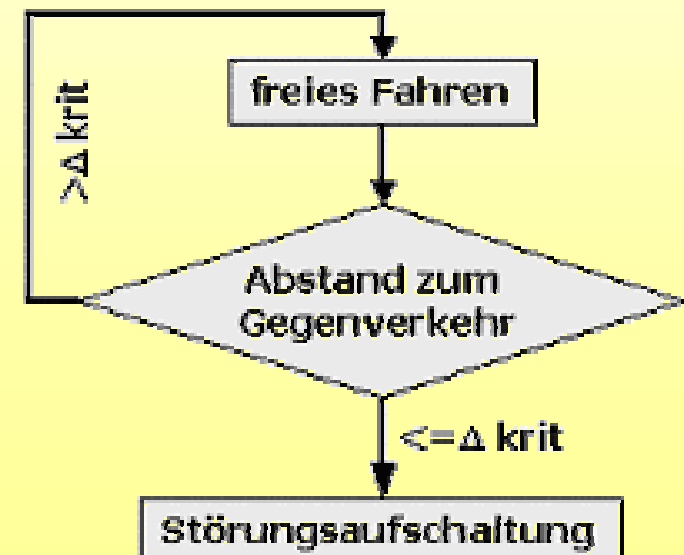 freies Fahren
>Δ krit
Abstand zum
Gegenverkehr
<=Δ krit
Störungsaufschaltung